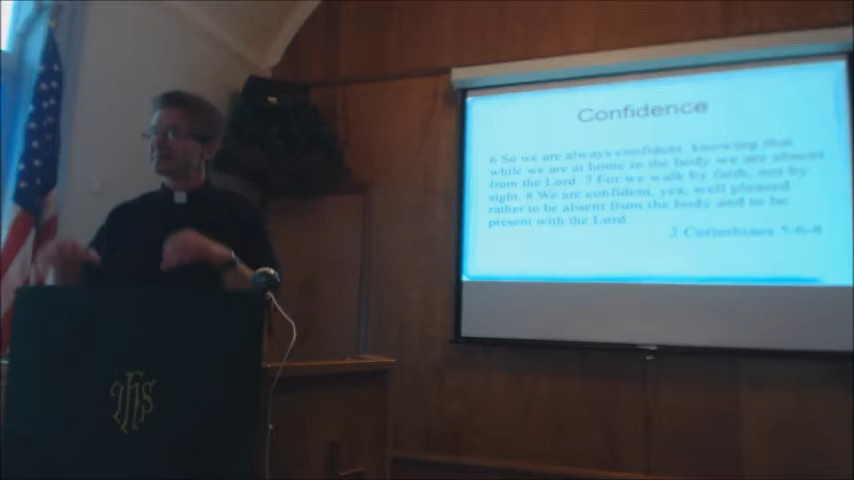 Confidence
6 So we are always confident, knowing that
while we are at home in the body we are absent
from the Lord. 7 For we walk by faith, not by
sight. 8 We are confident, yes, well pleased
rather to be absent from the body and to be
present with the Lord
2 Corinthians 5:6-8
IHS